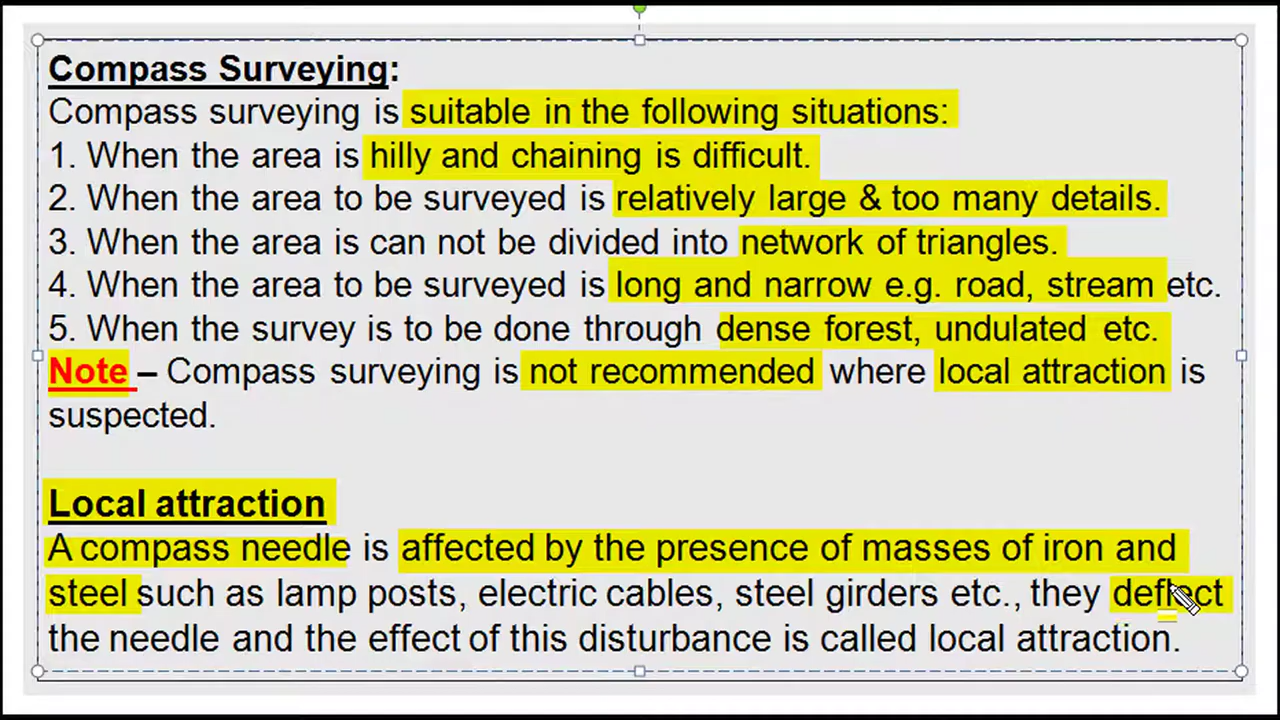 Compass Surveying:
Compass surveying is suitable in the following situations:
1. When the area is hilly and chaining is difficult.
2. When the area to be surveyed is relatively large & too many details.
3. When the area is can not be divided into network of triangles.
4. When the area to be surveyed is long and narrow e.g. road, stream etc.
5. When the survey is to be done through dense forest, undulated etc.
Note – Compass surveying is not recommended where local attraction is
suspected.
Local attraction
A compass needle is affected by the presence of masses of iron and
steel such as lamp posts, electric cables, steel girders etc., they deflect
the needle and the effect of this disturbance is called local attraction.